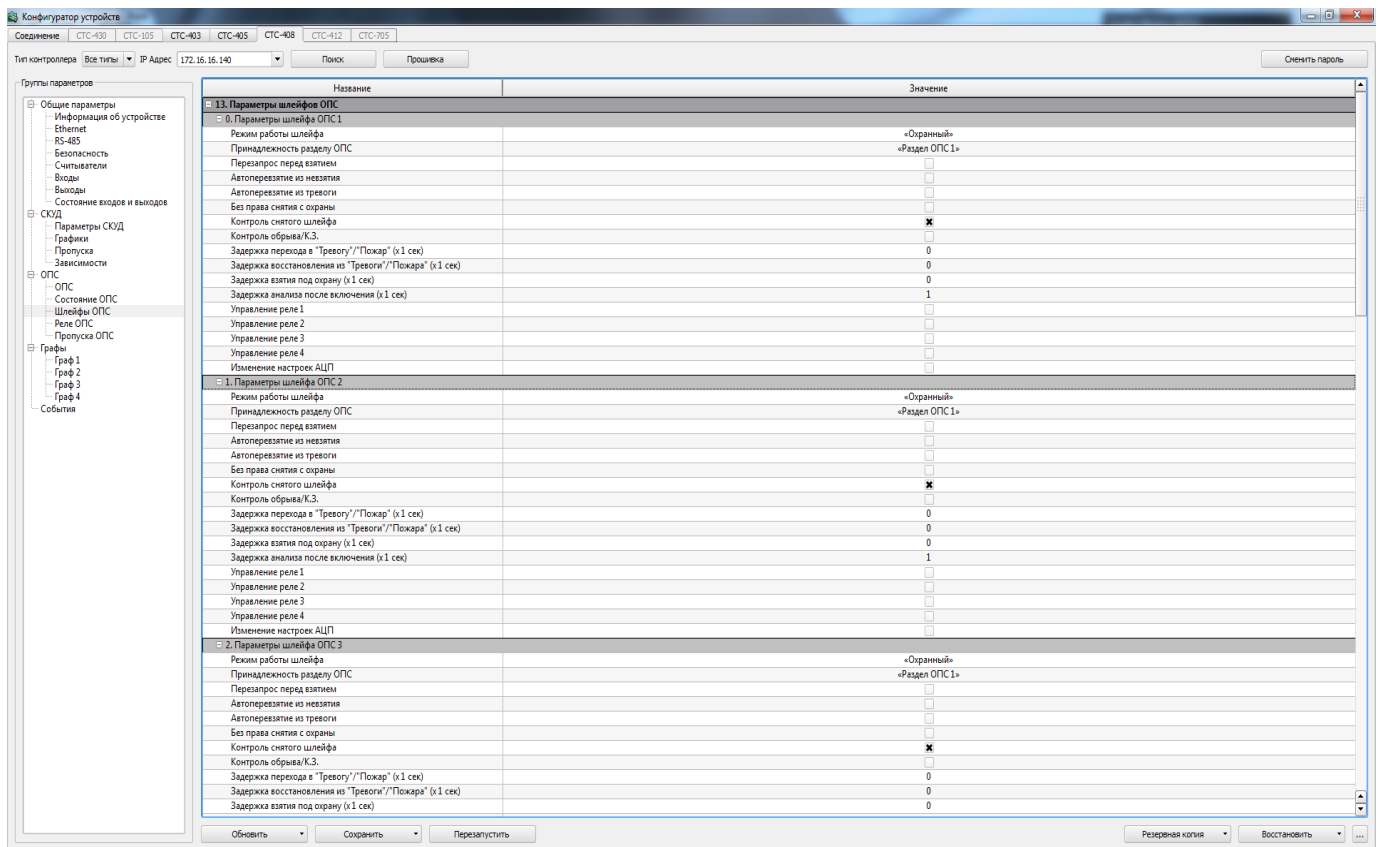 Конфигуратор устройств
Соединение СТС-430 СТС-105 СТС-403 СТС-405 СТС-408 СТС-412 СТС-705
Тип контроллера Все типы IP Адрес 172.16.16.140 Поиск Прошивка Сменить пароль
Группы параметров
Общие параметры
Информация об устройстве
Ethernet
RS-485
Безопасность
Считыватели
Входы
Выходы
Состояние входов и выходов
СКУД
Параметры СКУД
Графики
Пропуска
Зависимости
ОПС
ОПС
Состояние ОПС
Шлейфы ОПС
Реле ОПС
Пропуска ОПС
Графы
Граф 1
Граф 2
Граф 3
Граф 4
События
Название Значение
13. Параметры шлейфов ОПС
0. Параметры шлейфа ОПС 1
Режим работы шлейфа «Охранный»
Принадлежность разделу ОПС «Раздел ОПС 1»
Перезапрос перед взятием
Автоперевзятие из невзятия
Автоперевзятие из тревоги
Без права снятия с охраны
Контроль снятого шлейфа
Контроль обрыва/К.З.
Задержка перехода в "Тревогу"/"Пожар" (x1 сек) 0
Задержка восстановления из "Тревоги"/"Пожара" (x1 сек) 0
Задержка взятия под охрану (x1 сек) 0
Задержка анализа после включения (x1 сек) 1
Управление реле 1
Управление реле 2
Управление реле 3
Управление реле 4
Изменение настроек АЦП
1. Параметры шлейфа ОПС 2
Режим работы шлейфа «Охранный»
Принадлежность разделу ОПС «Раздел ОПС 1»
Перезапрос перед взятием
Автоперевзятие из невзятия
Автоперевзятие из тревоги
Без права снятия с охраны
Контроль снятого шлейфа
Контроль обрыва/К.З.
Задержка перехода в "Тревогу"/"Пожар" (x1 сек) 0
Задержка восстановления из "Тревоги"/"Пожара" (x1 сек) 0
Задержка взятия под охрану (x1 сек) 0
Задержка анализа после включения (x1 сек) 1
Управление реле 1
Управление реле 2
Управление реле 3
Управление реле 4
Изменение настроек АЦП
2. Параметры шлейфа ОПС 3
Режим работы шлейфа «Охранный»
Принадлежность разделу ОПС «Раздел ОПС 1»
Перезапрос перед взятием
Автоперевзятие из невзятия
Автоперевзятие из тревоги
Без права снятия с охраны
Контроль снятого шлейфа
Контроль обрыва/К.З.
Задержка перехода в "Тревогу"/"Пожар" (x1 сек) 0
Задержка восстановления из "Тревоги"/"Пожара" (x1 сек) 0
Задержка взятия под охрану (x1 сек) 0
Обновить Сохранить Перезапустить Резервная копия Восстановить ...